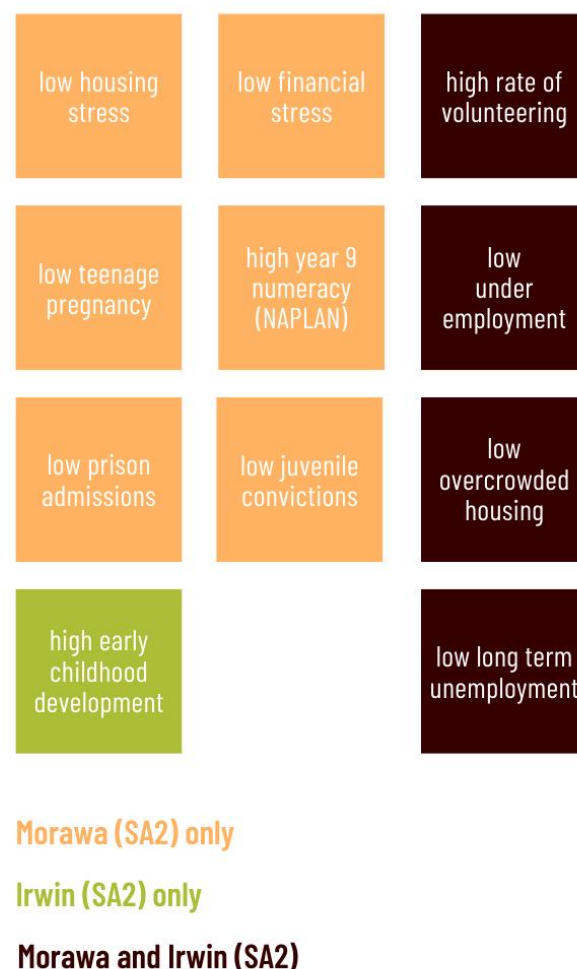 low housing
stress
low financial
stress
high rate of
volunteering
low teenage
pregnancy
high year 9
numeracy
(NAPLAN)
low
under
employment
low prison
admissions
low juvenile
convictions
low
overcrowded
housing
high early
childhood
development
low long term
unemployment
Morawa (SA2) only
Irwin (SA2) only
Morawa and Irwin (SA2)